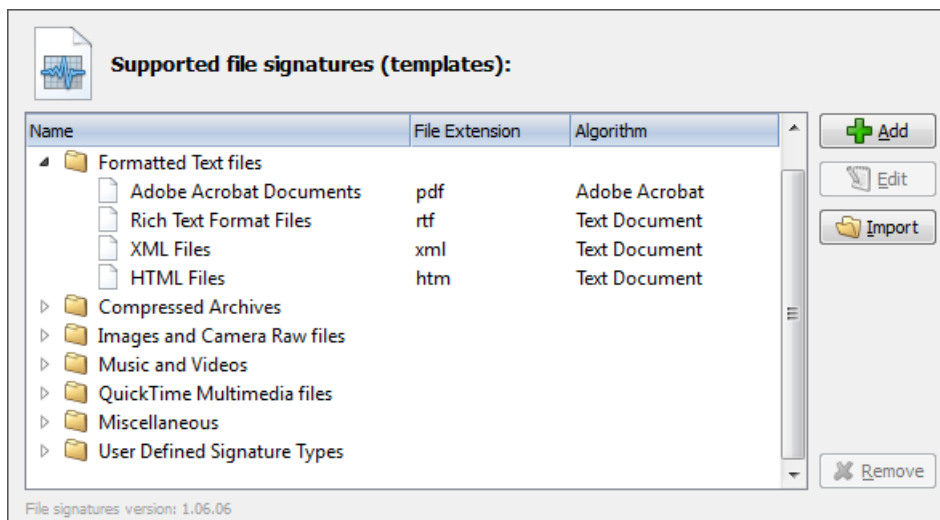 Supported file signatures (templates):
Name File Extension Algorithm
Formatted Text files
Adobe Acrobat Documents pdf Adobe Acrobat
Rich Text Format Files rtf Text Document
XML Files xml Text Document
HTML Files htm Text Document
Compressed Archives
Images and Camera Raw files
Music and Videos
QuickTime Multimedia files
Miscellaneous
User Defined Signature Types
Add
Edit
Import
Remove
File signatures version: 1.06.06